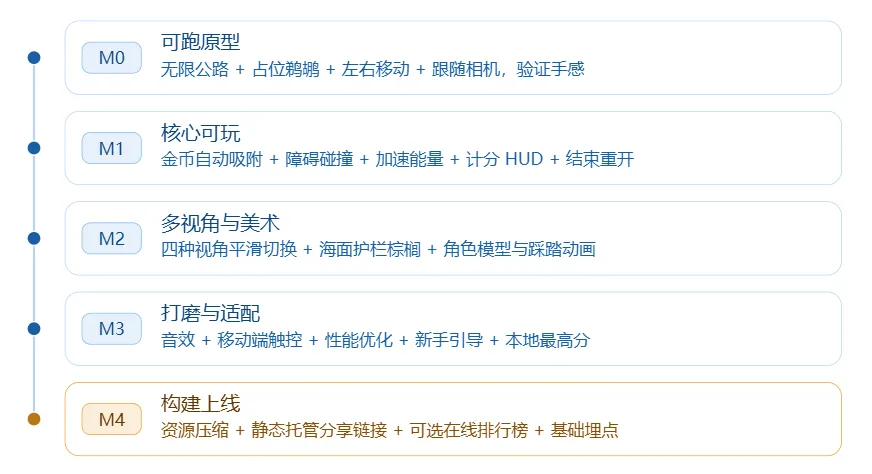 M0
可跑原型
无限公路 + 占位鹈鹕 + 左右移动 + 跟随相机，验证手感
M1
核心可玩
金币自动吸附 + 障碍碰撞 + 加速能量 + 计分 HUD + 结束重开
M2
多视角与美术
四种视角平滑切换 + 海面护栏棕榈 + 角色模型与踩踏动画
M3
打磨与适配
音效 + 移动端触控 + 性能优化 + 新手引导 + 本地最高分
M4
构建上线
资源压缩 + 静态托管分享链接 + 可选在线排行榜 + 基础埋点